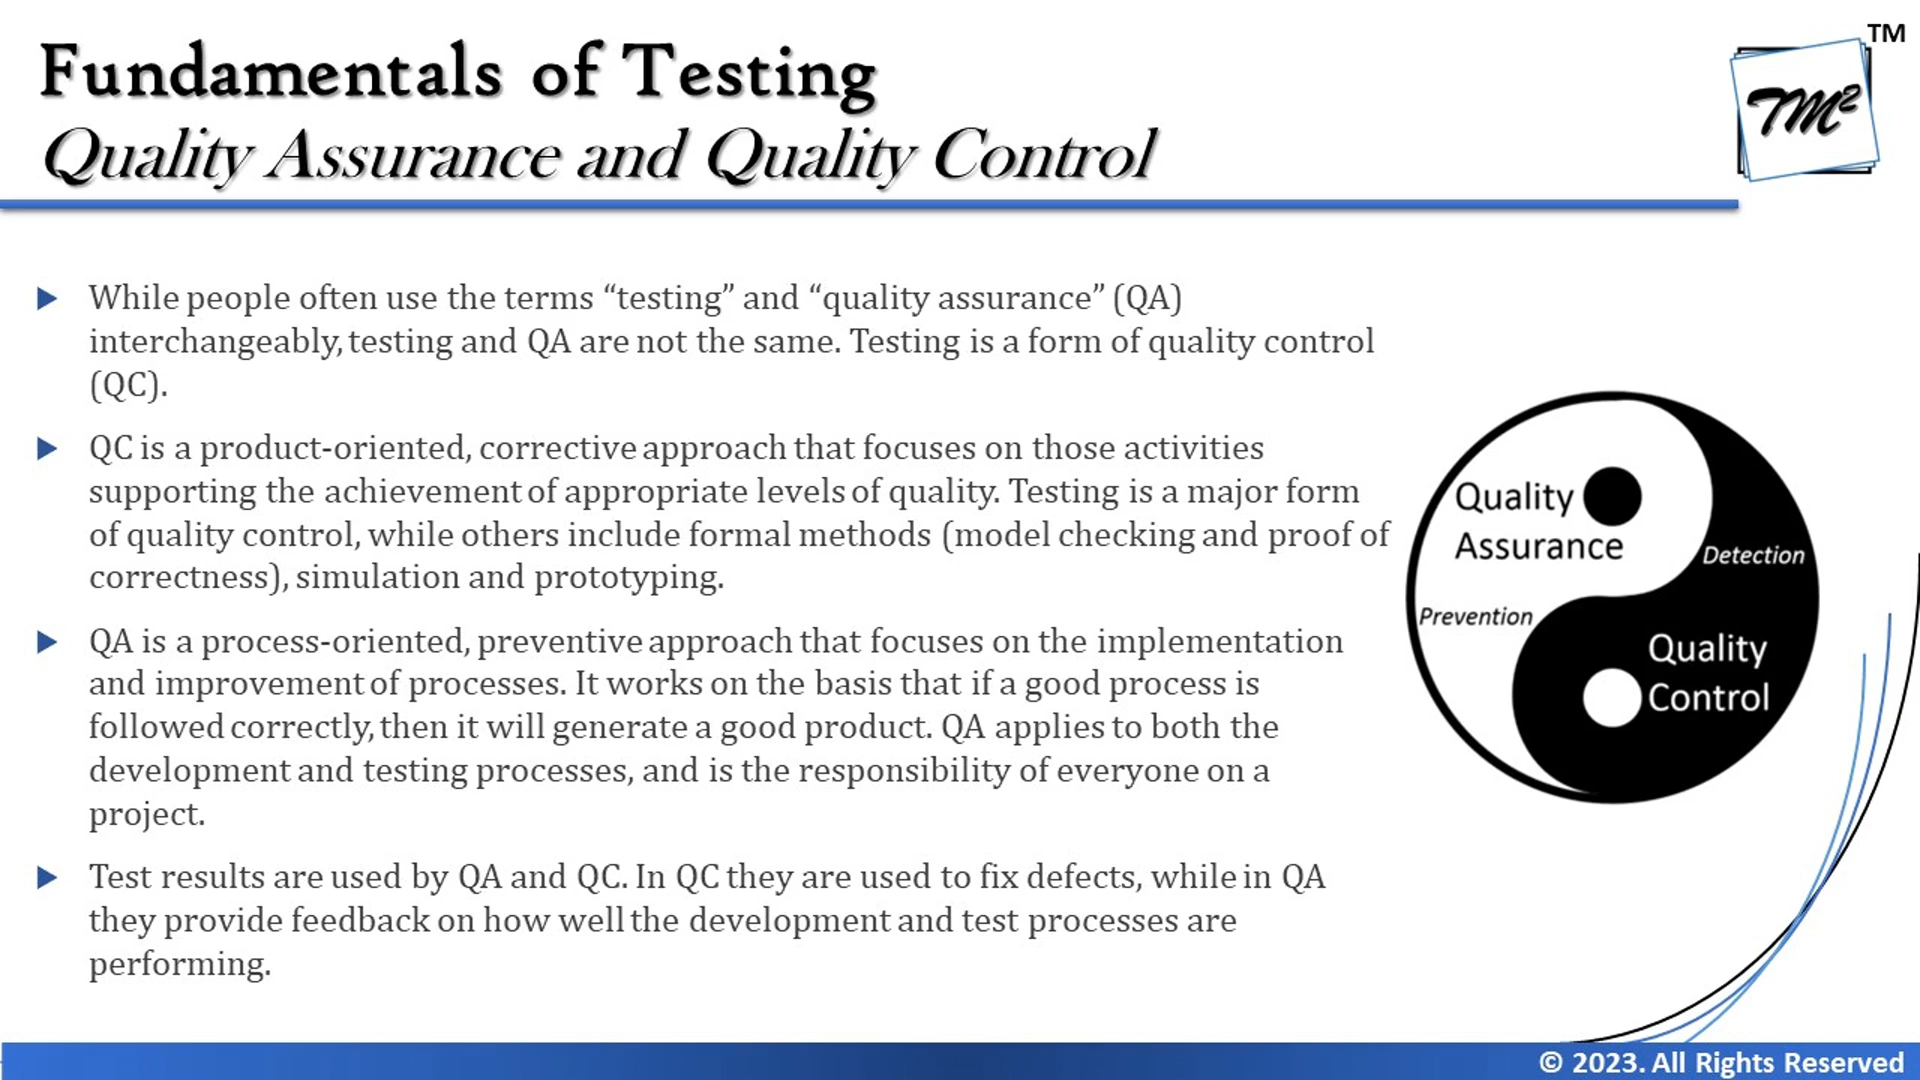 TM
TM²
Fundamentals of Testing
Quality Assurance and Quality Control
While people often use the terms “testing” and “quality assurance” (QA)
interchangeably, testing and QA are not the same. Testing is a form of quality control
(QC).
QC is a product-oriented, corrective approach that focuses on those activities
supporting the achievement of appropriate levels of quality. Testing is a major form
of quality control, while others include formal methods (model checking and proof of
correctness), simulation and prototyping.
QA is a process-oriented, preventive approach that focuses on the implementation
and improvement of processes. It works on the basis that if a good process is
followed correctly, then it will generate a good product. QA applies to both the
development and testing processes, and is the responsibility of everyone on a
project.
Test results are used by QA and QC. In QC they are used to fix defects, while in QA
they provide feedback on how well the development and test processes are
performing.
Quality
Assurance
Detection
Prevention
Quality
Control
© 2023. All Rights Reserved